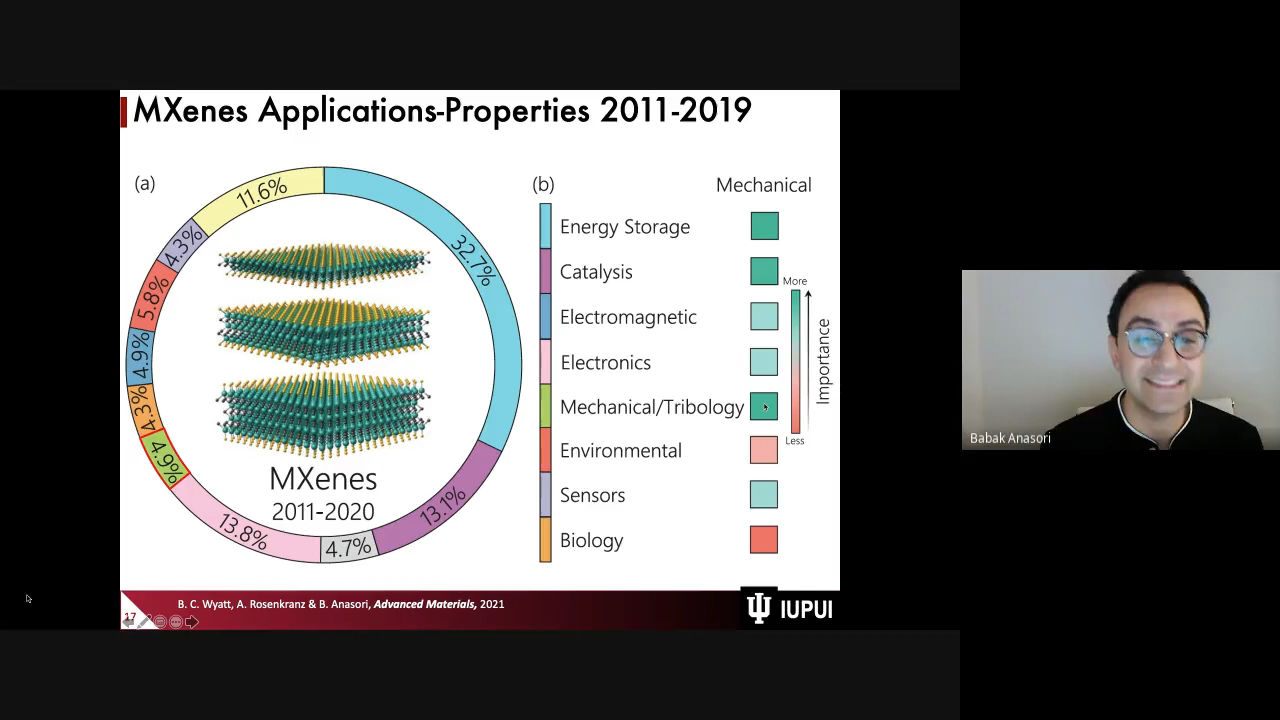 MXenes Applications-Properties 2011-2019
(a)
11.6%
32.7%
4.3%
5.8%
4.9%
4.3%
4.6%
13.8%
4.7%
13.1%
MXenes
2011-2020
(b)
Mechanical
Energy Storage
Catalysis
Electromagnetic
Electronics
Mechanical/Tribology
Environmental
Sensors
Biology
More
Importance
Less
B. C. Wyatt, A. Rosenkranz & B. Anasori, Advanced Materials, 2021
17
IUPUI
Babak Anasori